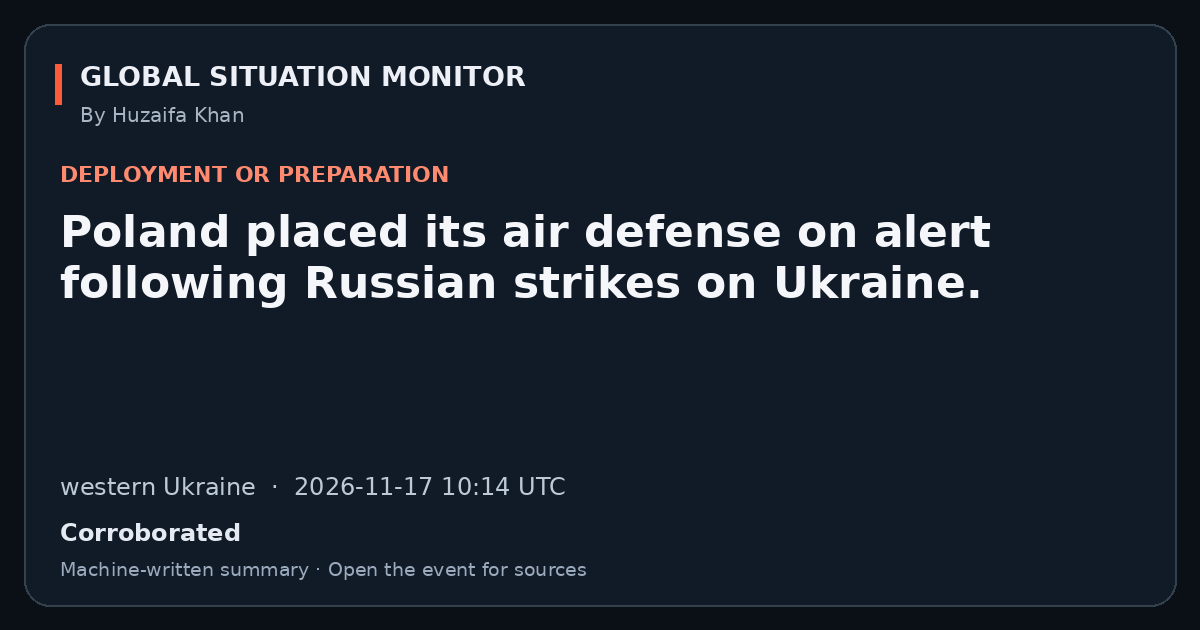 GLOBAL SITUATION MONITOR
By Huzaifa Khan
DEPLOYMENT OR PREPARATION
Poland placed its air defense on alert
following Russian strikes on Ukraine.
western Ukraine · 2026-11-17 10:14 UTC
Corroborated
Machine-written summary · Open the event for sources